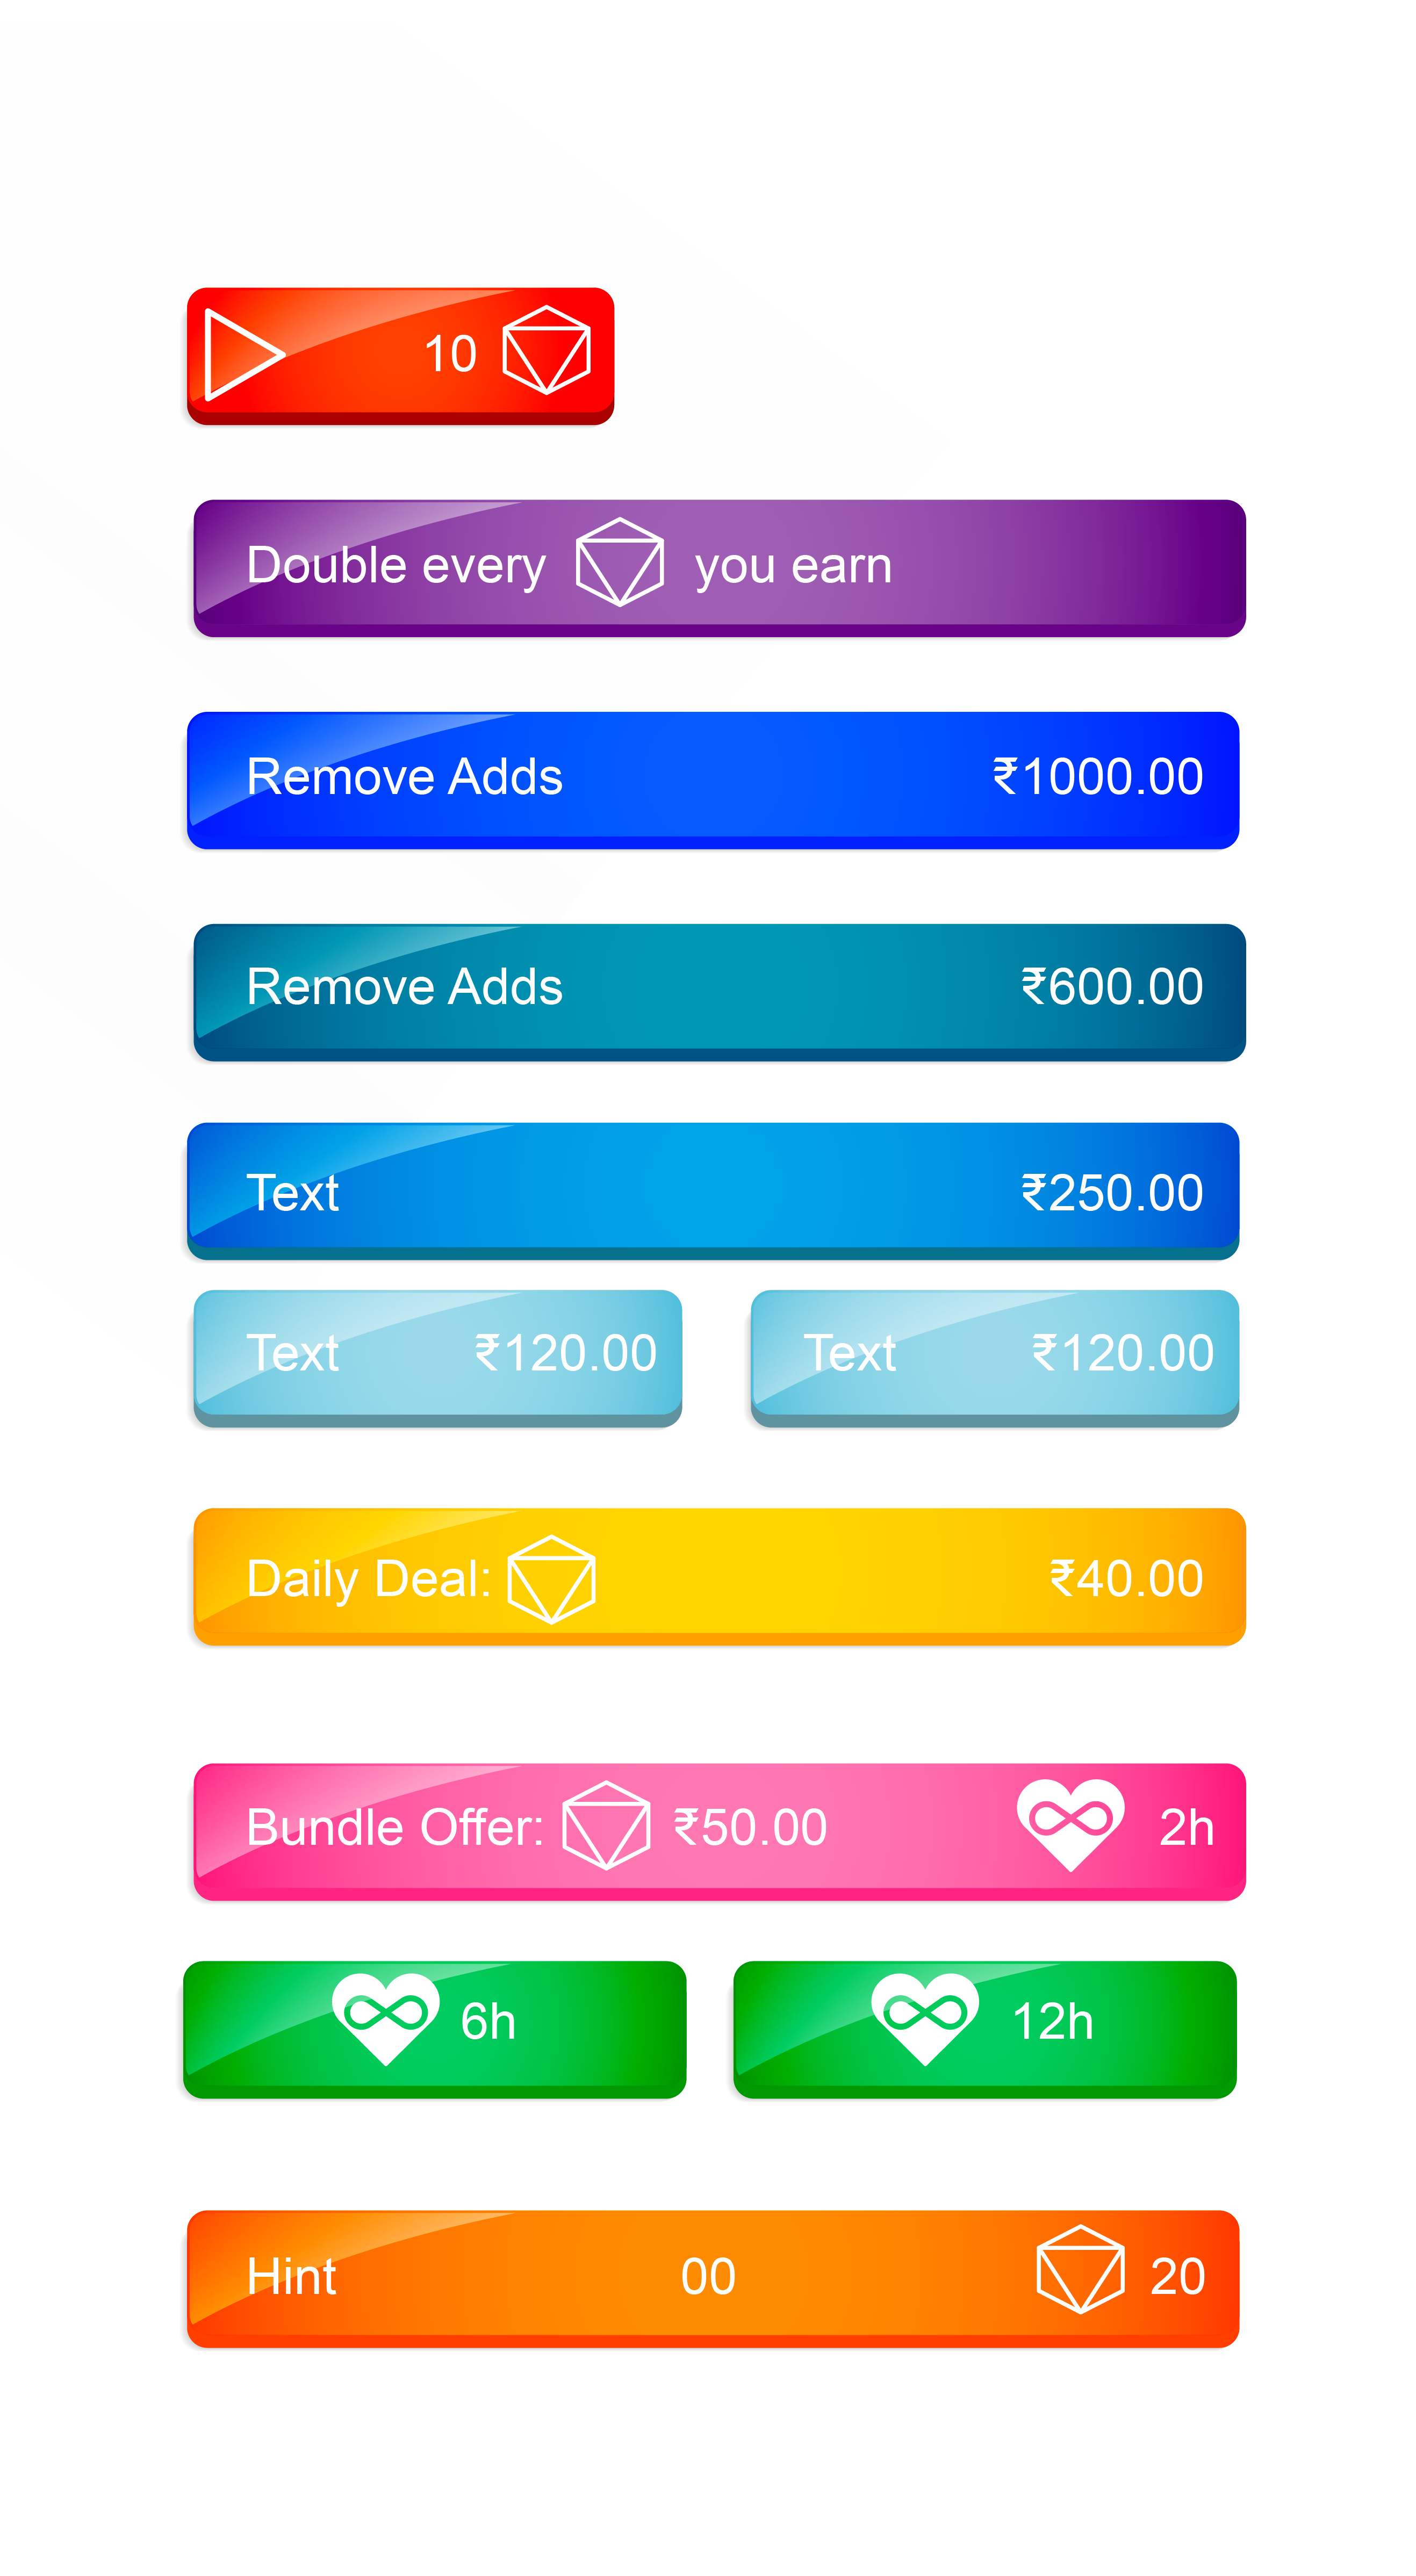 10
Double every you earn
Remove Adds ₹1000.00
Remove Adds ₹600.00
Text ₹250.00
Text ₹120.00 Text ₹120.00
Daily Deal: ₹40.00
Bundle Offer: ₹50.00 2h
6h 12h
Hint 00 20